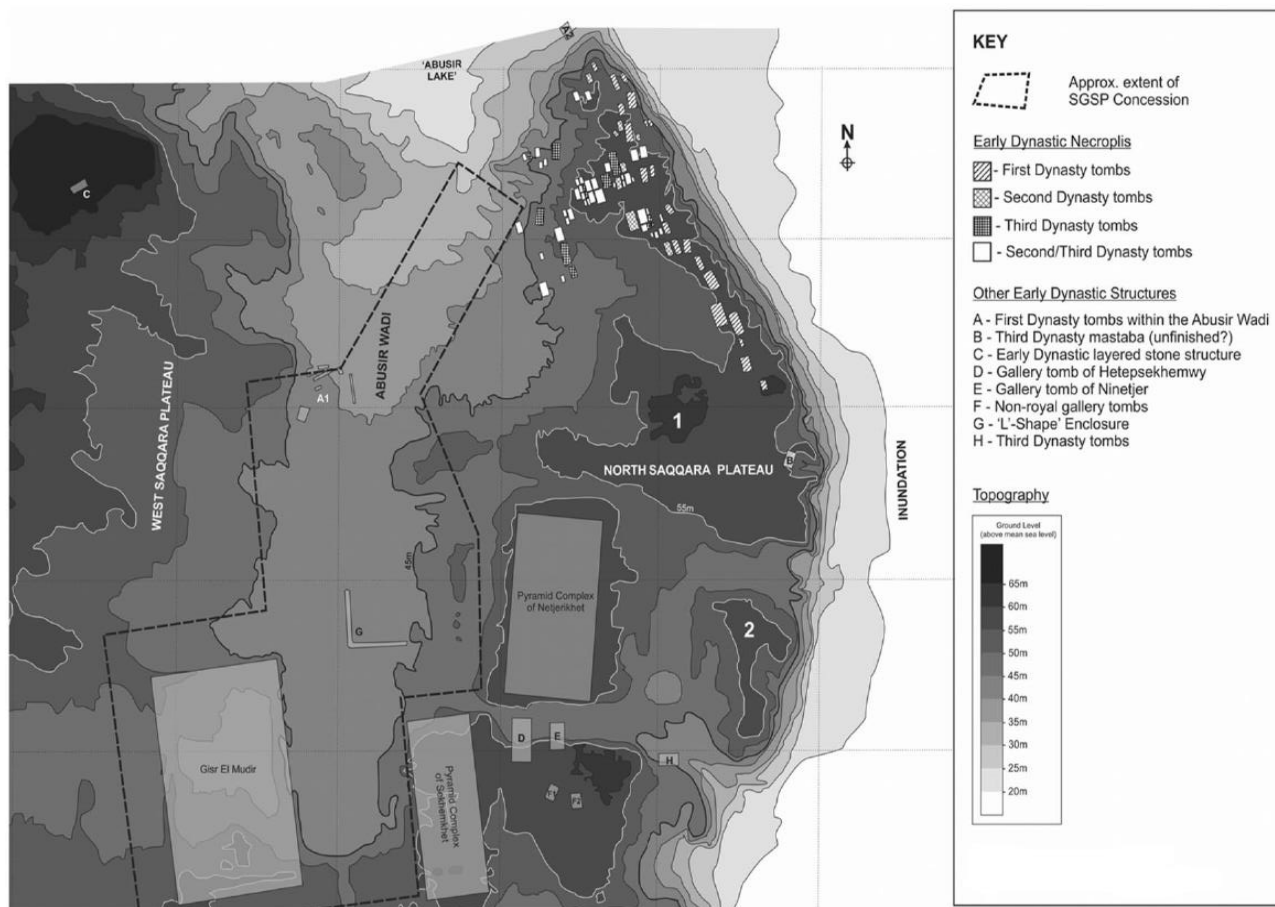 A2
'ABUSIR
LAKE'
N
C
15
WEST SAQQARA PLATEAU
ABUSIR WADI
A1
1
NORTH SAQQARA PLATEAU
B
INUNDATION
55m
45m
Pyramid Complex
of Netjerikhet
G
2
Gisr El Mudir
Pyramid Complex
of Sekhemkhet
D
E
H
F1
F2
KEY
Approx. extent of
SGSP Concession
Early Dynastic Necroplis
- First Dynasty tombs
- Second Dynasty tombs
- Third Dynasty tombs
- Second/Third Dynasty tombs
Other Early Dynastic Structures
A - First Dynasty tombs within the Abusir Wadi
B - Third Dynasty mastaba (unfinished?)
C - Early Dynastic layered stone structure
D - Gallery tomb of Hetepsekhemwy
E - Gallery tomb of Ninetjer
F - Non-royal gallery tombs
G - 'L'-Shape' Enclosure
H - Third Dynasty tombs
Topography
Ground Level
(above mean sea level)
65m
60m
55m
50m
45m
40m
35m
30m
25m
20m